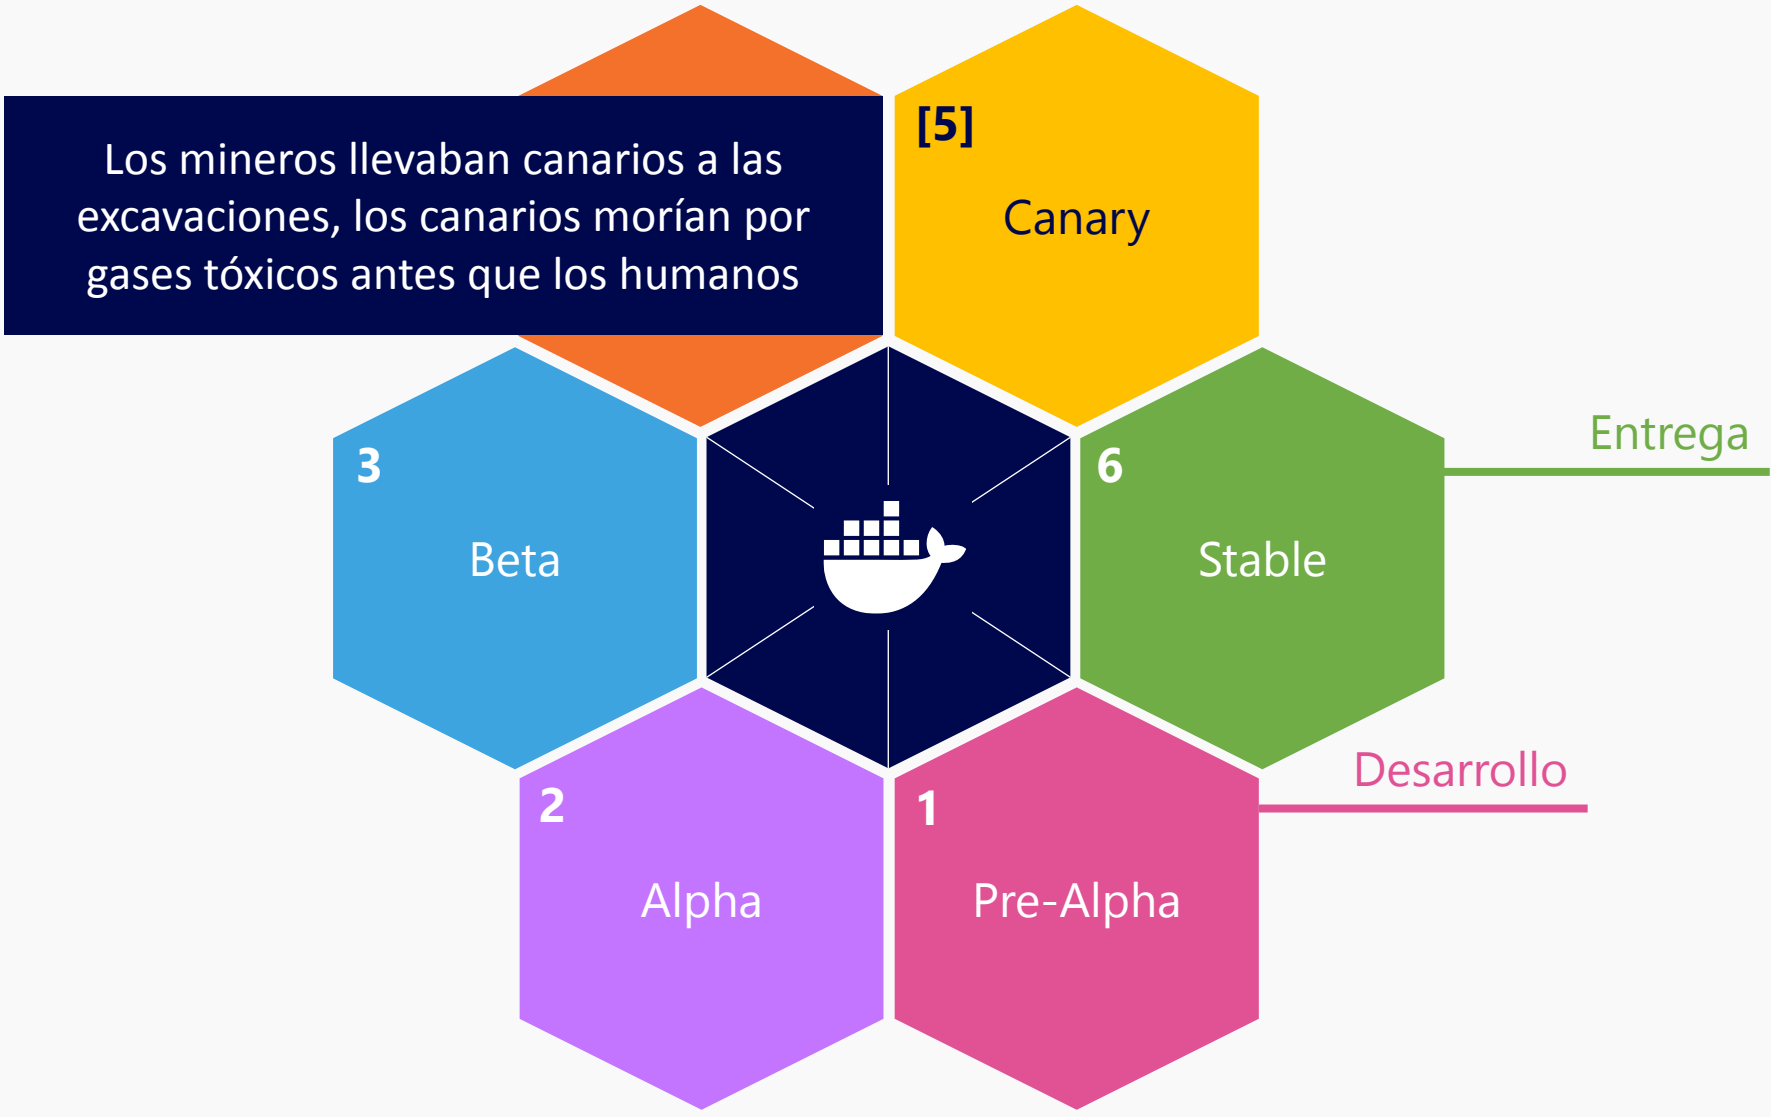 Los mineros llevaban canarios a las
excavaciones, los canarios morían por
gases tóxicos antes que los humanos
[5]
Canary
3
Beta
6
Stable
Entrega
2
Alpha
1
Pre-Alpha
Desarrollo